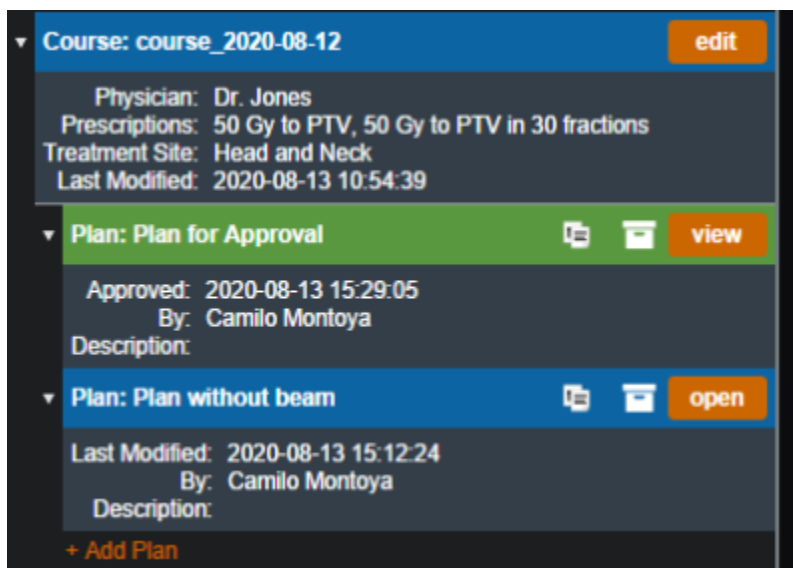 Course: course_2020-08-12 edit
Physician: Dr. Jones
Prescriptions: 50 Gy to PTV, 50 Gy to PTV in 30 fractions
Treatment Site: Head and Neck
Last Modified: 2020-08-13 10:54:39
Plan: Plan for Approval view
Approved: 2020-08-13 15:29:05
By: Camilo Montoya
Description:
Plan: Plan without beam open
Last Modified: 2020-08-13 15:12:24
By: Camilo Montoya
Description:
+ Add Plan